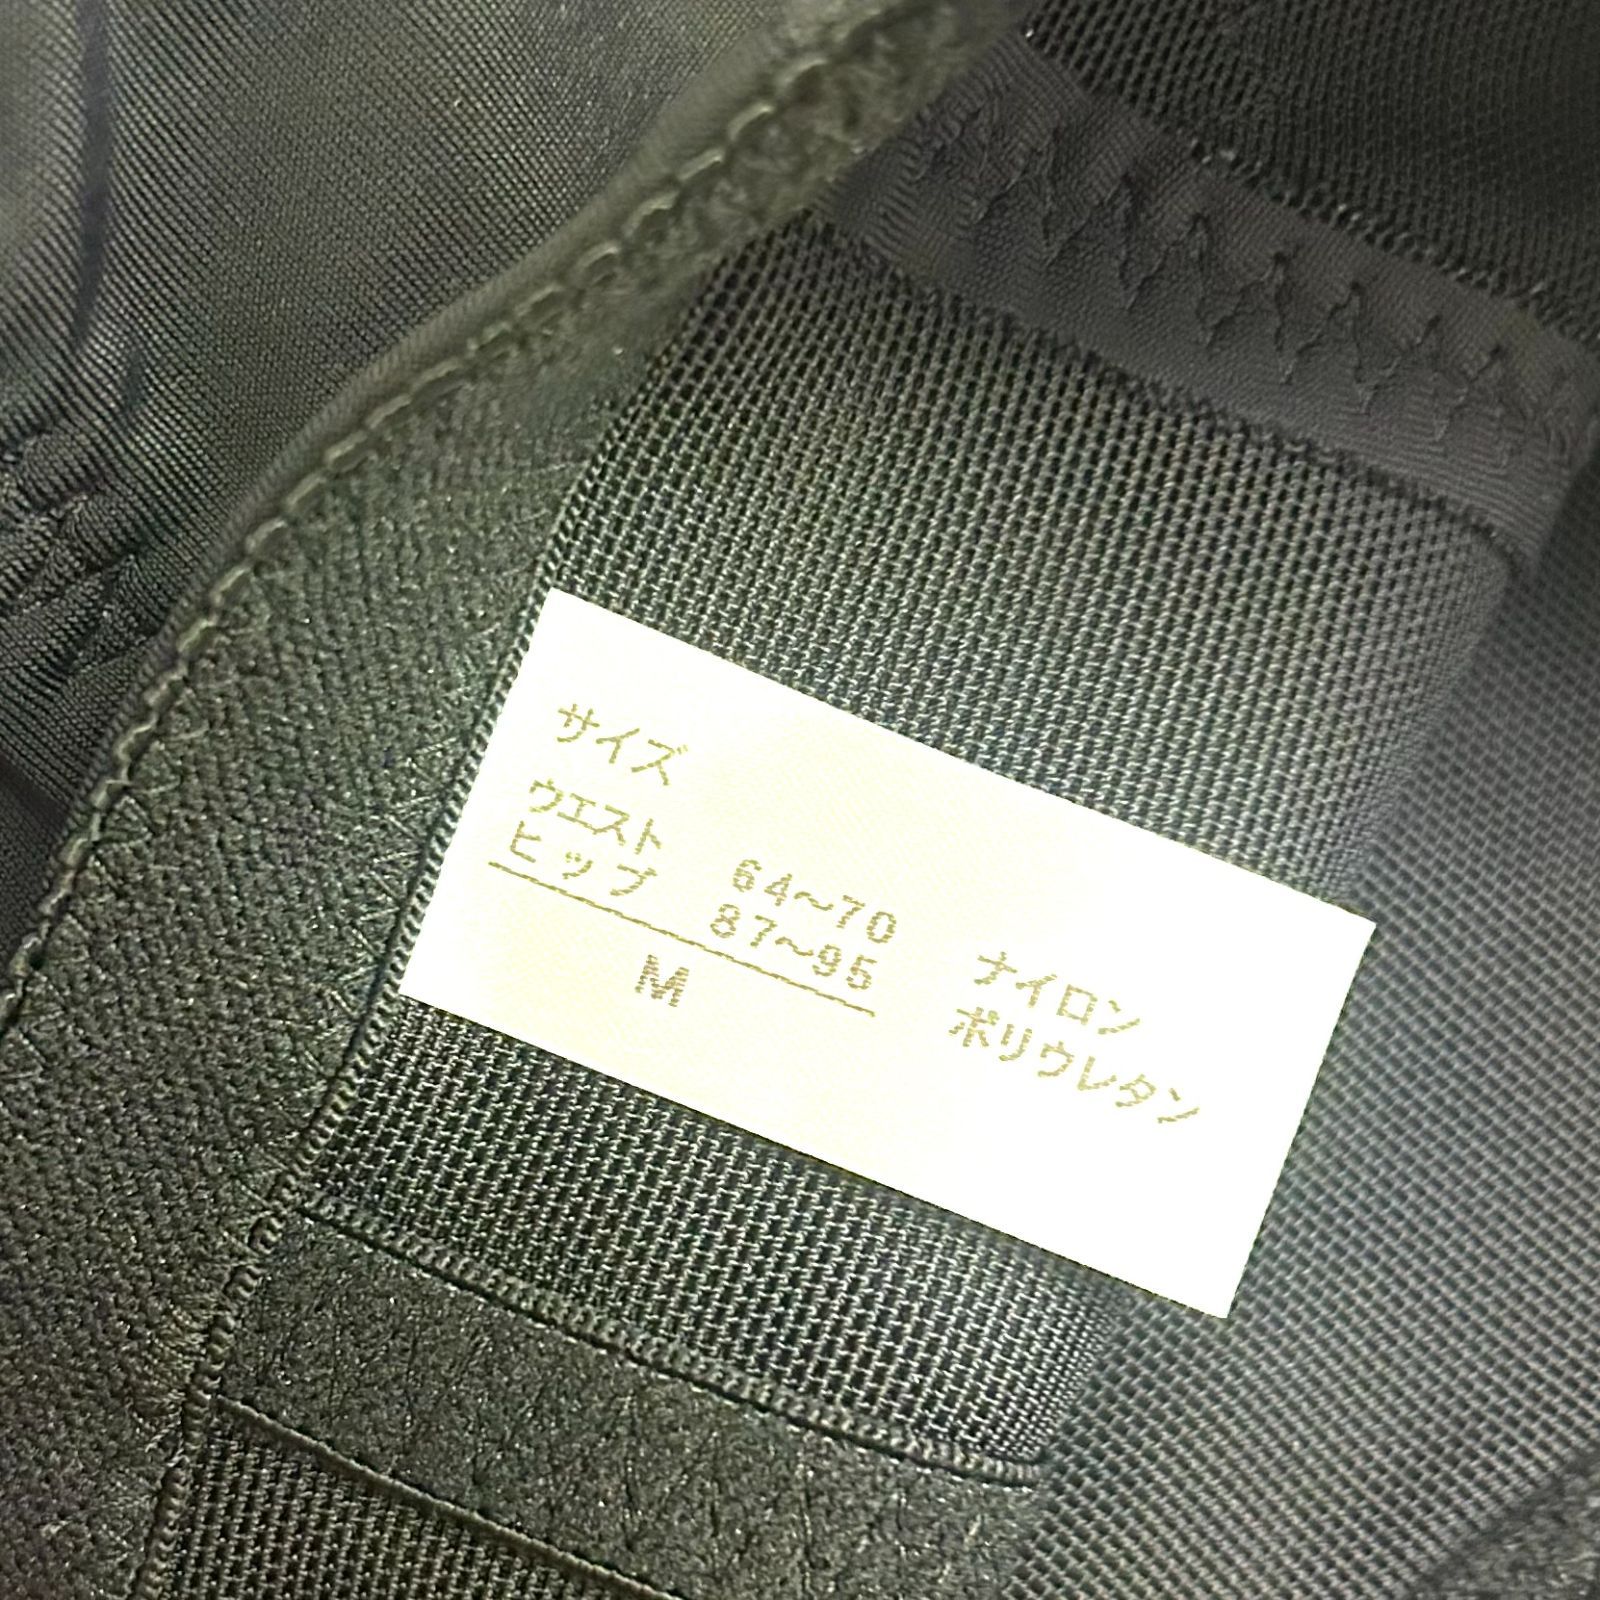 サイズ
ウエスト 64~70
ヒップ 87~95
M
ナイロン
ポリウレタン